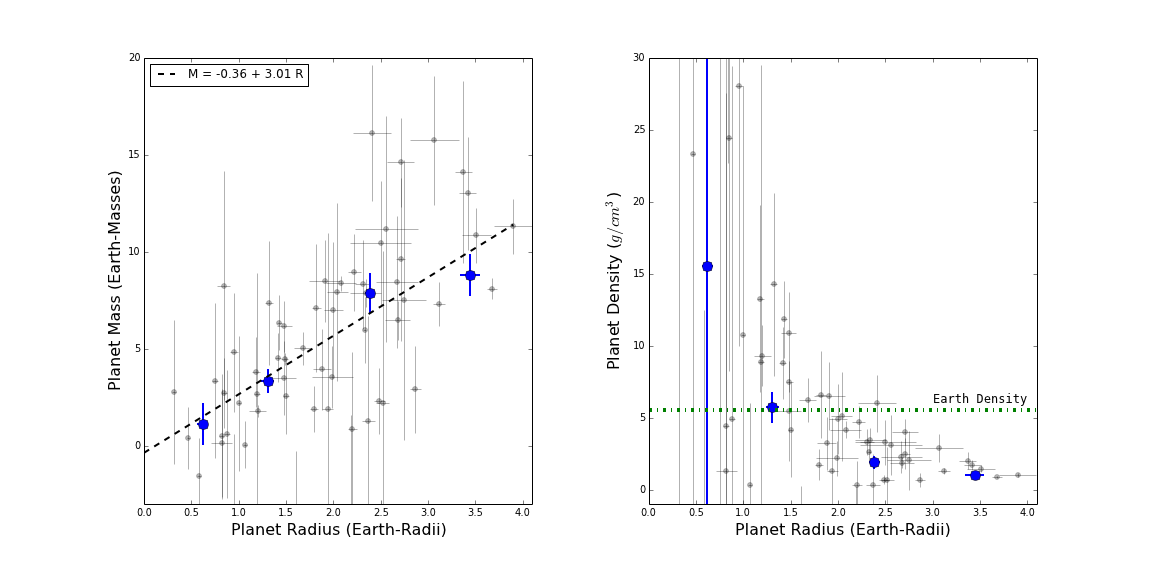 M = -0.36 + 3.01 R
20
15
10
5
0
0.0 0.5 1.0 1.5 2.0 2.5 3.0 3.5 4.0
Planet Radius (Earth-Radii)
Planet Mass (Earth-Masses)
30
25
20
15
10
5
0
Earth Density
0.0 0.5 1.0 1.5 2.0 2.5 3.0 3.5 4.0
Planet Radius (Earth-Radii)
Planet Density (g/cm³)